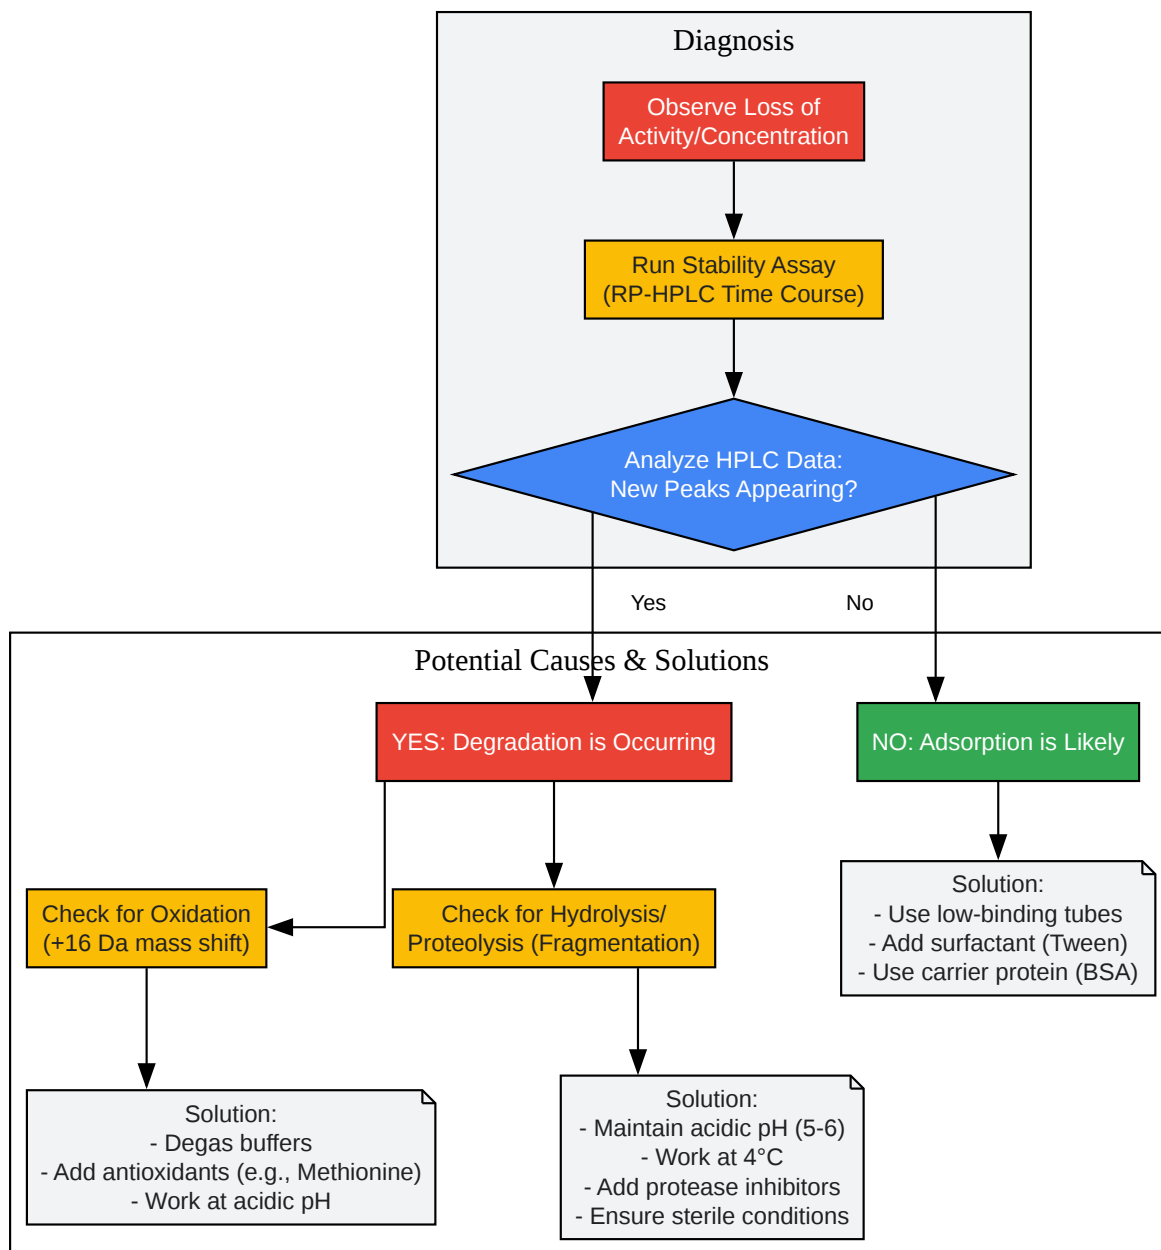 Diagnosis
Observe Loss of
Activity/Concentration
Run Stability Assay
(RP-HPLC Time Course)
Analyze HPLC Data:
New Peaks Appearing?
Yes
No
Potential Causes & Solutions
YES: Degradation is Occurring
NO: Adsorption is Likely
Check for Oxidation
(+16 Da mass shift)
Check for Hydrolysis/
Proteolysis (Fragmentation)
Solution:
- Use low-binding tubes
- Add surfactant (Tween)
- Use carrier protein (BSA)
Solution:
- Degas buffers
- Add antioxidants (e.g., Methionine)
- Work at acidic pH
Solution:
- Maintain acidic pH (5-6)
- Work at 4°C
- Add protease inhibitors
- Ensure sterile conditions